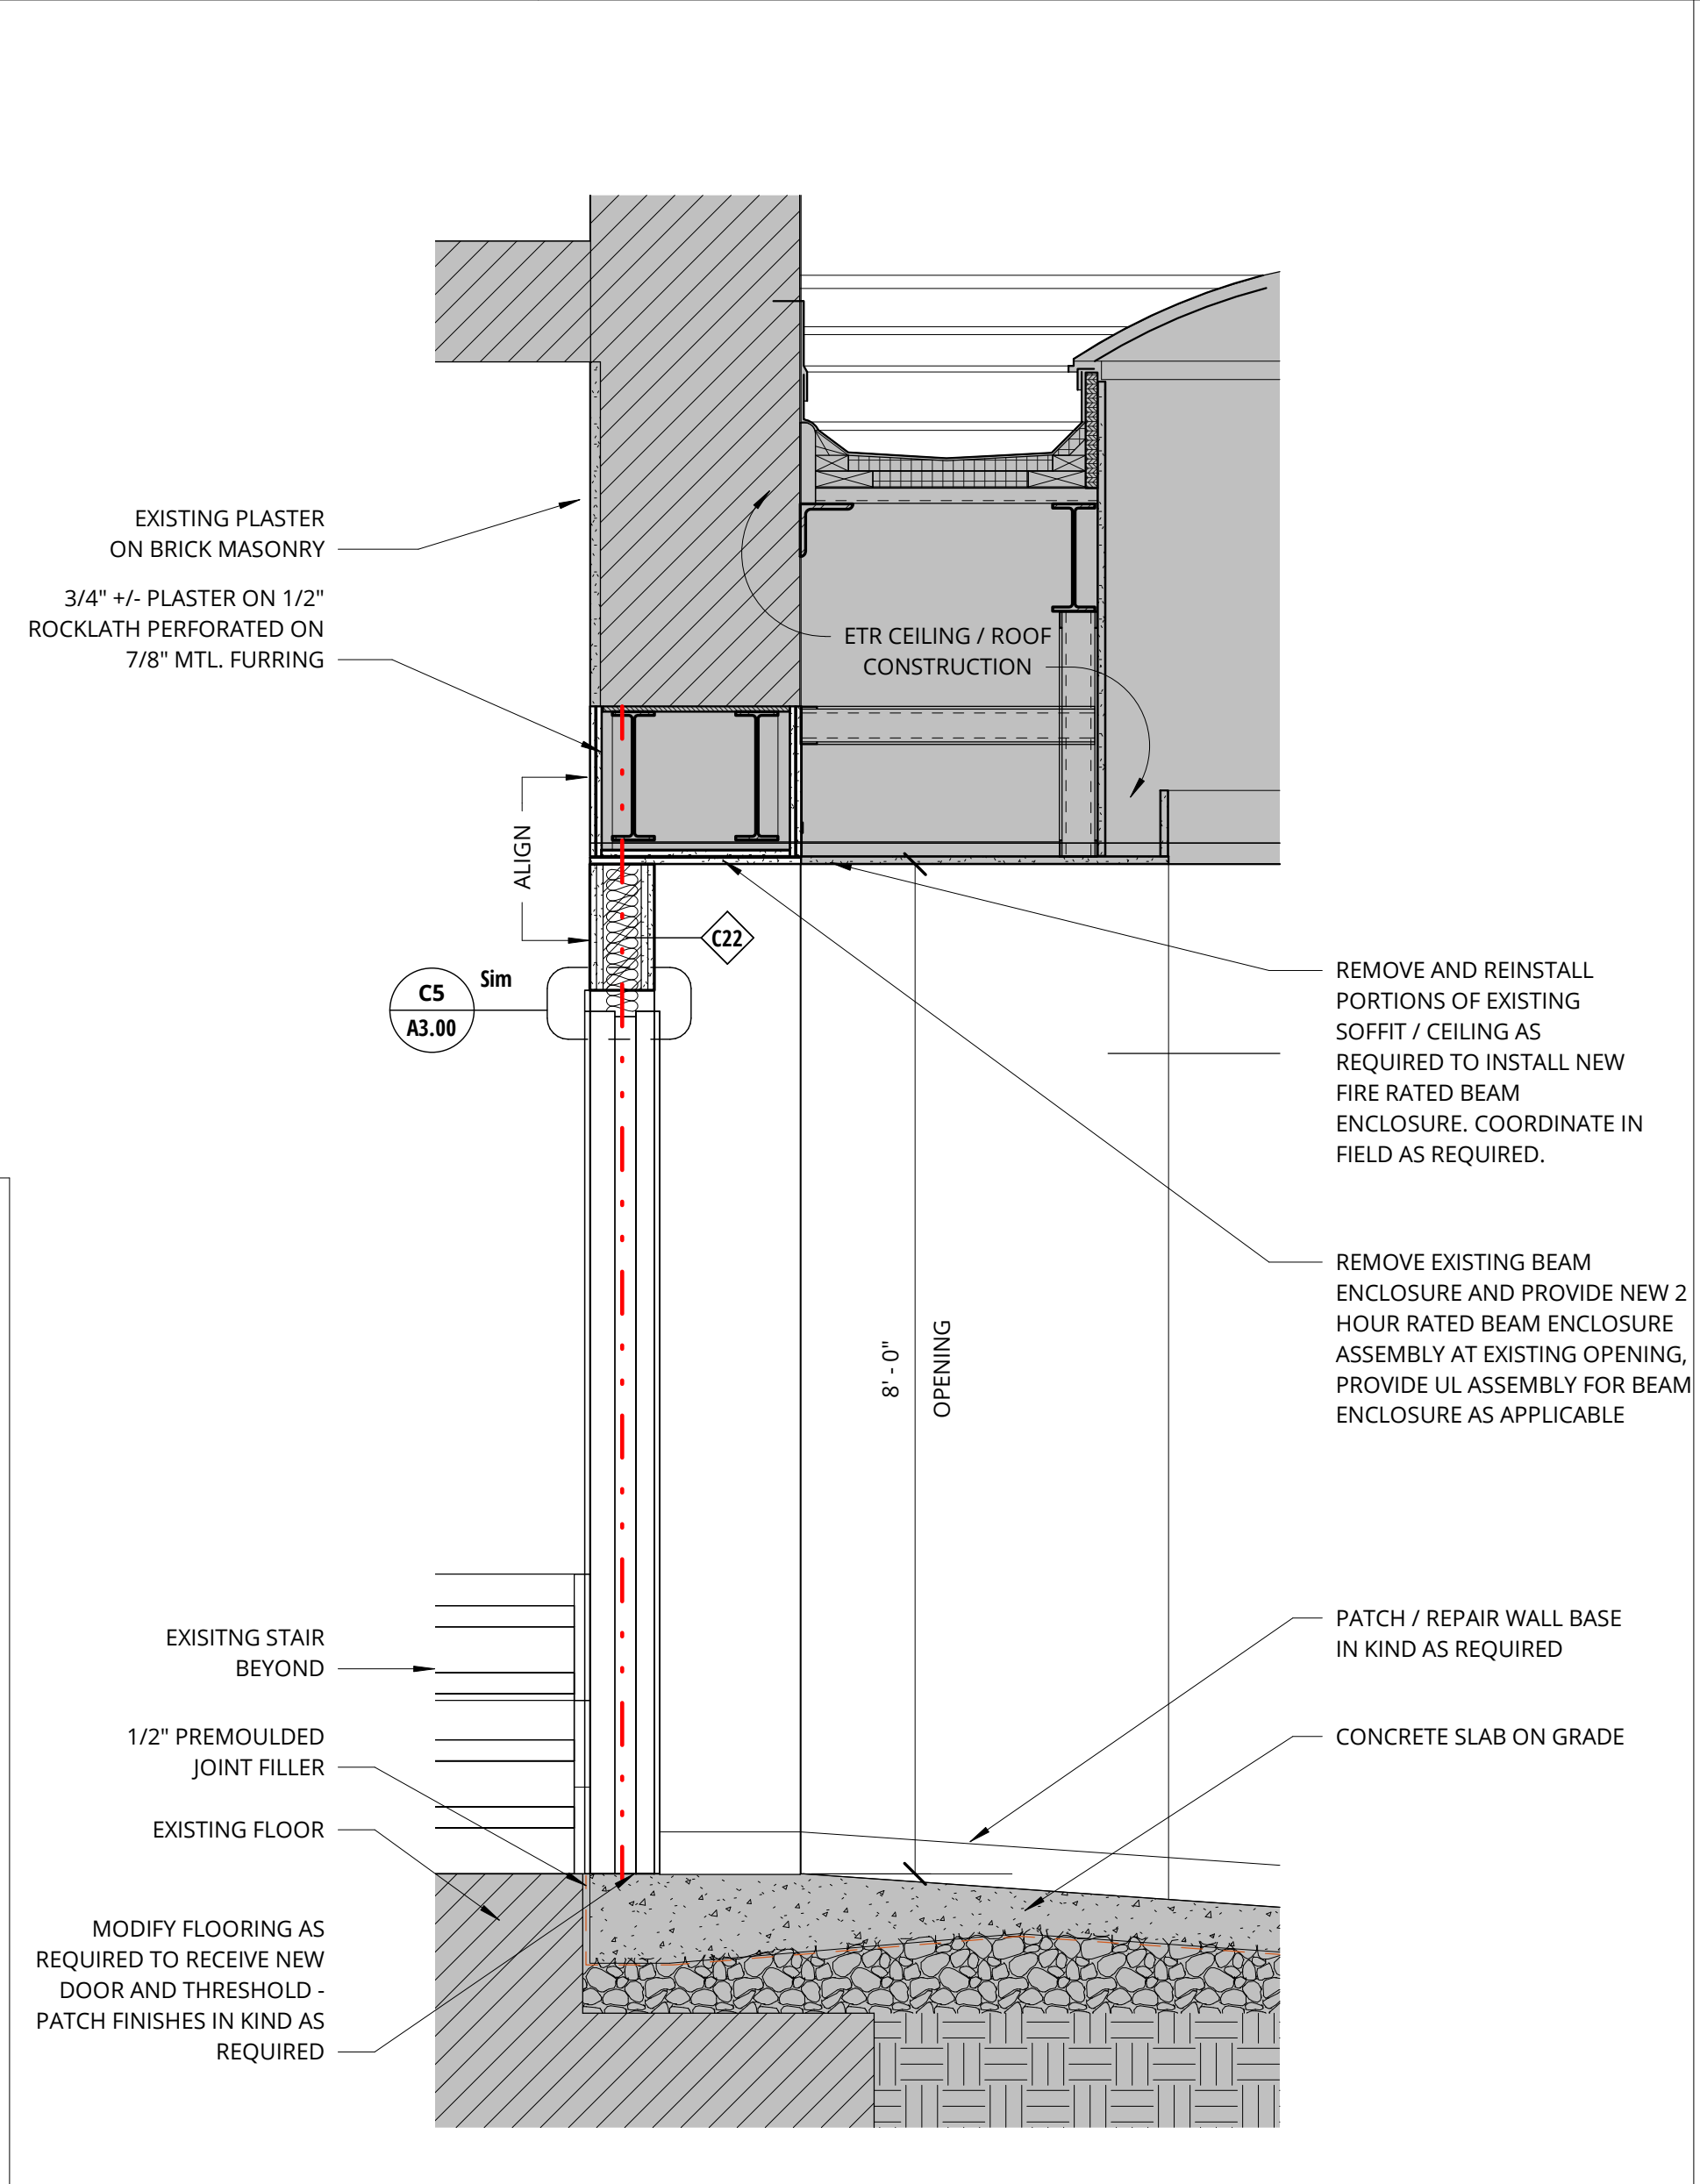 EXISTING PLASTER
ON BRICK MASONRY
3/4" +/- PLASTER ON 1/2"
ROCKLATH PERFORATED ON
7/8" MTL. FURRING
ETR CEILING / ROOF
CONSTRUCTION
ALIGN
C22
Sim
C5
A3.00
REMOVE AND REINSTALL
PORTIONS OF EXISTING
SOFFIT / CEILING AS
REQUIRED TO INSTALL NEW
FIRE RATED BEAM
ENCLOSURE. COORDINATE IN
FIELD AS REQUIRED.
REMOVE EXISTING BEAM
ENCLOSURE AND PROVIDE NEW 2
HOUR RATED BEAM ENCLOSURE
ASSEMBLY AT EXISTING OPENING,
PROVIDE UL ASSEMBLY FOR BEAM
ENCLOSURE AS APPLICABLE
8' - 0"
OPENING
EXISITNG STAIR
BEYOND
1/2" PREMOULDED
JOINT FILLER
EXISTING FLOOR
MODIFY FLOORING AS
REQUIRED TO RECEIVE NEW
DOOR AND THRESHOLD -
PATCH FINISHES IN KIND AS
REQUIRED
PATCH / REPAIR WALL BASE
IN KIND AS REQUIRED
CONCRETE SLAB ON GRADE